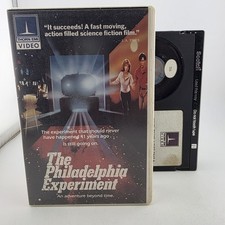 THORN EMI
VIDEO
"It succeeds! A fast moving,
action filled science fiction film."
The experiment that should never
have happened 41 years ago.
Is still going on.
The
Philadelphia
Experiment
An adventure beyond time.